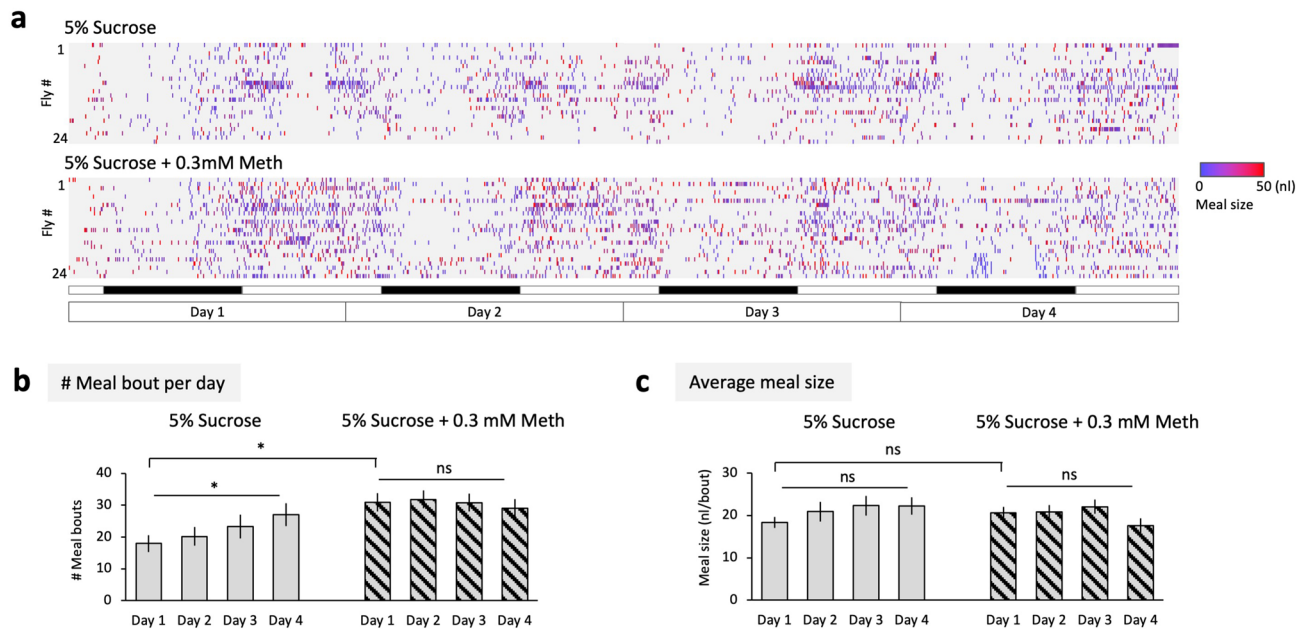 a
5% Sucrose
1
Fly #
24
5% Sucrose + 0.3mM Meth
1
Fly #
24
0 50 (nl)
Meal size
Day 1 Day 2 Day 3 Day 4
b # Meal bout per day
5% Sucrose 5% Sucrose + 0.3 mM Meth
*
*
ns
# Meal bouts
40
30
20
10
0
Day 1 Day 2 Day 3 Day 4 Day 1 Day 2 Day 3 Day 4
c Average meal size
5% Sucrose 5% Sucrose + 0.3 mM Meth
ns
ns
ns
Meal size (nl/bout)
30
20
10
0
Day 1 Day 2 Day 3 Day 4 Day 1 Day 2 Day 3 Day 4